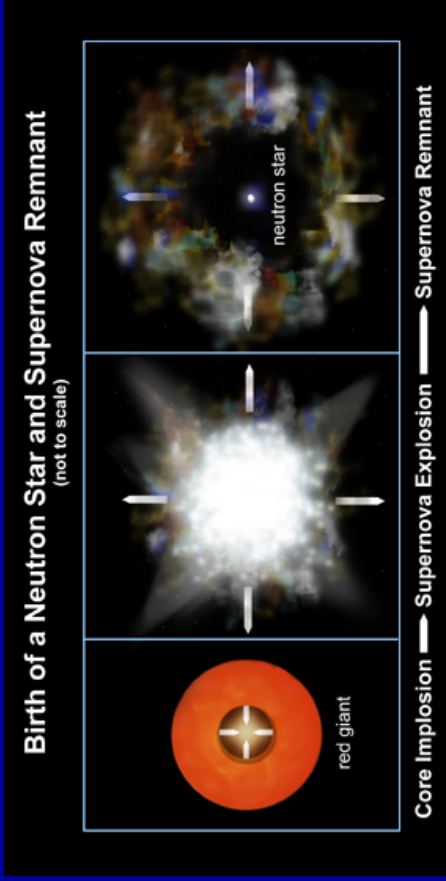 Birth of a Neutron Star and Supernova Remnant
(not to scale)
red giant
neutron star
Core Implosion Supernova Explosion Supernova Remnant